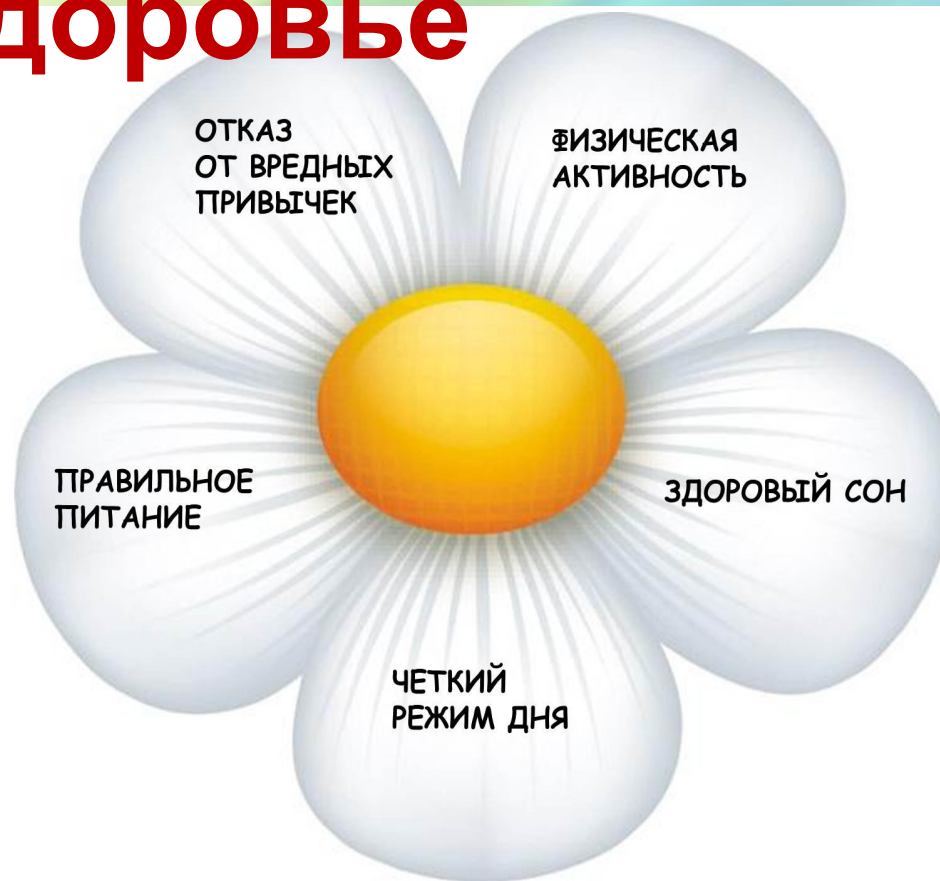 доровье
ОТКАЗ
ОТ ВРЕДНЫХ
ПРИВЫЧЕК
ФИЗИЧЕСКАЯ
АКТИВНОСТЬ
ПРАВИЛЬНОЕ
ПИТАНИЕ
ЗДОРОВЫЙ СОН
ЧЕТКИЙ
РЕЖИМ ДНЯ